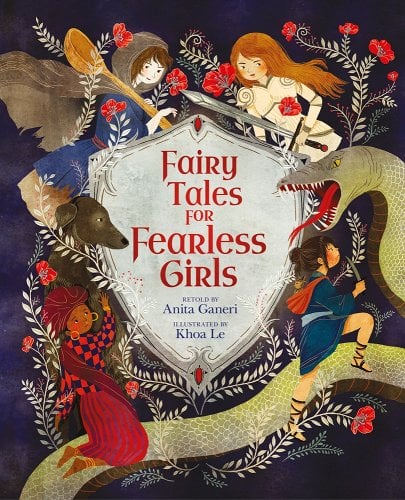 Fairy
Tales
FOR
Fearless
Girls
RETOLD BY
Anita Ganeri
ILLUSTRATED BY
Khoa Le